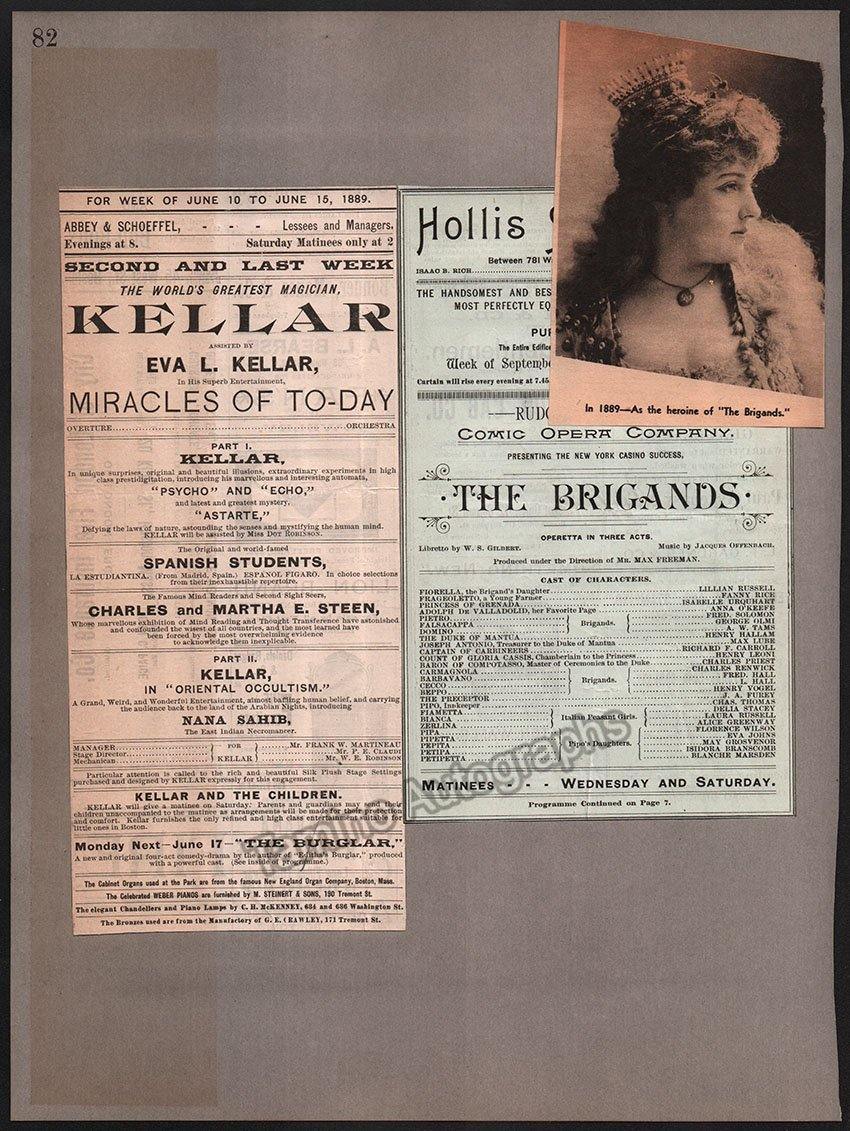 82
FOR WEEK OF JUNE 10 TO JUNE 15, 1889.
ABBEY & SCHOEFFEL, - - - Lessees and Managers.
Evenings at 8. Saturday Matinees only at 2
SECOND AND LAST WEEK
THE WORLD'S GREATEST MAGICIAN,
KELLAR
ASSISTED BY
EVA L. KELLAR,
In His Superb Entertainment,
MIRACLES OF TO-DAY
OVERTURE ORCHESTRA
PART I.
KELLAR,
In unique surprises, original and beautiful illusions, extraordinary experiments in high
class prestidigitation, introducing his marvellous and interesting automats,
"PSYCHO" AND "ECHO,"
and latest and greatest mystery,
"ASTARTE,"
Defying the laws of nature, astounding the senses and mystifying the human mind.
KELLAR will be assisted by Miss DOT ROBINSON.
The Original and world-famed
SPANISH STUDENTS,
LA ESTUDIANTINA. (From Madrid, Spain.) ESPANOL FIGARO. In choice selections
from their inexhaustible repertoire.
The Famous Mind Readers and Second Sight Seers,
CHARLES and MARTHA E. STEEN,
Whose marvellous exhibition of Mind Reading and Thought Transference have astonished
and confounded the wisest of all countries, and the most learned have
been forced by the most overwhelming evidence
to acknowledge them inexplicable.
PART II.
KELLAR,
IN "ORIENTAL OCCULTISM."
A Grand, Weird, and Wonderful Entertainment, almost baffling human belief, and carrying
the audience back to the land of the Arabian Nights, introducing
NANA SAHIB,
The East Indian Necromancer.
MANAGER Mr. FRANK W. MARTINEAU
Stage Director FOR KELLAR Mr. P. E. CLAUDI
Mechanican Mr. W. E. ROBINSON
Particular attention is called to the rich and beautiful Silk Plush Stage Settings
purchased and designed by KELLAR expressly for this engagement.
KELLAR AND THE CHILDREN.
KELLAR will give a matinee on Saturday. Parents and guardians may send their
children unaccompanied to the matinee as arrangements will be made for their protection
and comfort. Kellar furnishes the only refined and high class entertainment suitable for
little ones in Boston.
Monday Next—June 17—"THE BURGLAR,"
A new and original four-act comedy-drama by the author of "Editha's Burglar," produced
with a powerful cast. (See inside of programme.)
The Cabinet Organs used at the Park are from the famous New England Organ Company, Boston, Mass.
The Celebrated WEBER PIANOS are furnished by M. STEINERT & SONS, 190 Tremont St.
The elegant Chandeliers and Piano Lamps by C. H. McKENNEY, 634 and 636 Washington St.
The Bronzes used are from the Manufactory of G. E. CRAWLEY, 171 Tremont St.
Hollis
Between 781 W
ISAAC B. RICH
THE HANDSOMEST AND BES
MOST PERFECTLY EQ
PUR
The Entire Edific
Week of Septemb
Curtain will rise every evening at 7.45
RUDO
COMIC OPERA COMPANY.
PRESENTING THE NEW YORK CASINO SUCCESS,
THE BRIGANDS
OPERETTA IN THREE ACTS.
Libretto by W. S. GILBERT. Music by JACQUES OFFENBACH.
Produced under the Direction of MR. MAX FREEMAN.
CAST OF CHARACTERS.
FIORELLA, the Brigand's Daughter LILLIAN RUSSELL
FRAGEOLETTO, a Young Farmer FANNY RICE
PRINCESS OF GRENADA ISABELLE URQUHART
ADOLPH DE VALLADOLID, her Favorite Page ANNA O'KEEFE
PIETRO FRED. SOLOMON
FALSACAPPA Brigands. GEORGE OLMI
DOMINO A. W. TAMS
THE DUKE OF MANTUA HENRY HALLAM
JOSEPH ANTONIO, Treasurer to the Duke of Mantua MAX LUBE
CAPTAIN OF CARBINEERS RICHARD F. CARROLL
COUNT OF GLORIA CASSIS, Chamberlain to the Princess HENRY LEONI
BARON OF COMPOTASSO, Master of Ceremonies to the Duke CHARLES PRIEST
CARMAGNOLA CHARLES RENWICK
BARBAVANO Brigands. FRED. HALL
CECCO L. HALL
BEPPO HENRY VOGEL
THE PRECEPTOR J. A. FUREY
PIPO, Innkeeper CHAS. THOMAS
FIAMETTA DELIA STACEY
BIANCA Italian Peasant Girls. LAURA RUSSELL
ZERLINA ALICE GREENWAY
PIPA FLORENCE WILSON
PIPETTA EVA JOHNS
PEPITA Pipo's Daughters. MAY GROSVENOR
PETIPA ISIDORA BRANSCOMB
PETIPETTA BLANCHE MARSDEN
MATINEES - - - WEDNESDAY AND SATURDAY.
Programme Continued on Page 7.
In 1889—As the heroine of "The Brigands."
Tamino Autographs